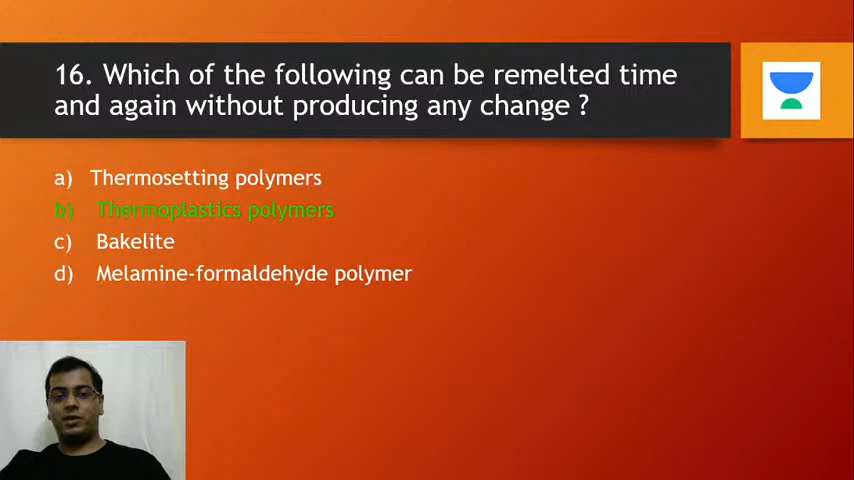 16. Which of the following can be remelted time
and again without producing any change ?
a) Thermosetting polymers
b) Thermoplastics polymers
c) Bakelite
d) Melamine-formaldehyde polymer